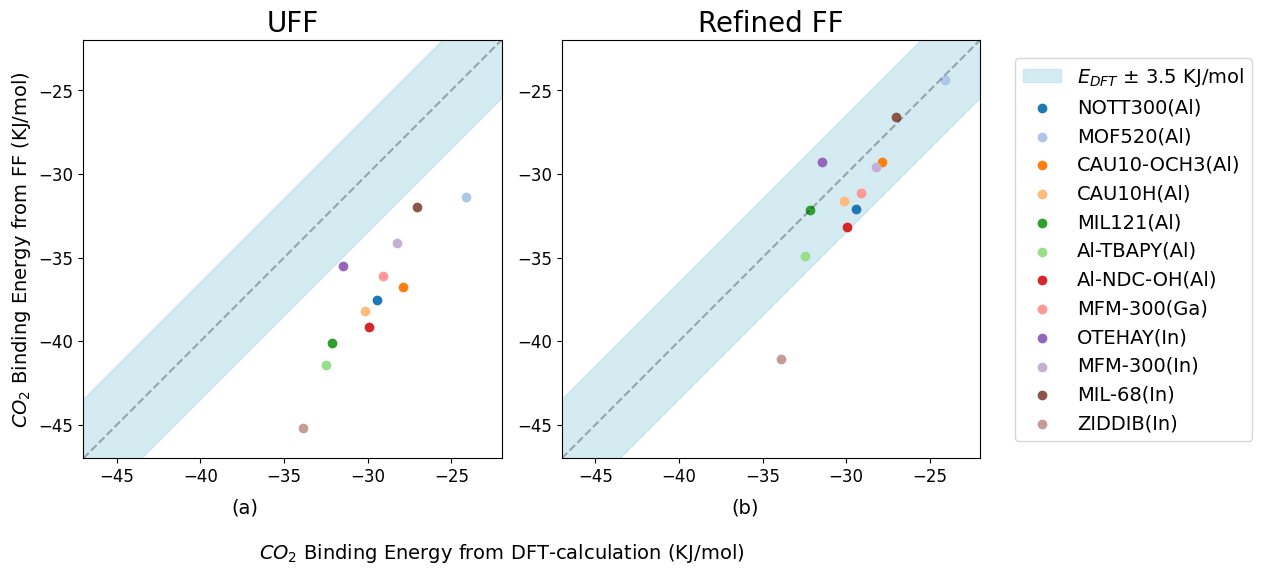 UFF
Refined FF
CO₂ Binding Energy from FF (KJ/mol)
−25
−30
−35
−40
−45
−45
−40
−35
−30
−25
(a)
−25
−30
−35
−40
−45
−45
−40
−35
−30
−25
(b)
CO₂ Binding Energy from DFT-calculation (KJ/mol)
E_DFT ± 3.5 KJ/mol
NOTT300(Al)
MOF520(Al)
CAU10-OCH3(Al)
CAU10H(Al)
MIL121(Al)
Al-TBAPY(Al)
Al-NDC-OH(Al)
MFM-300(Ga)
OTEHAY(In)
MFM-300(In)
MIL-68(In)
ZIDDIB(In)